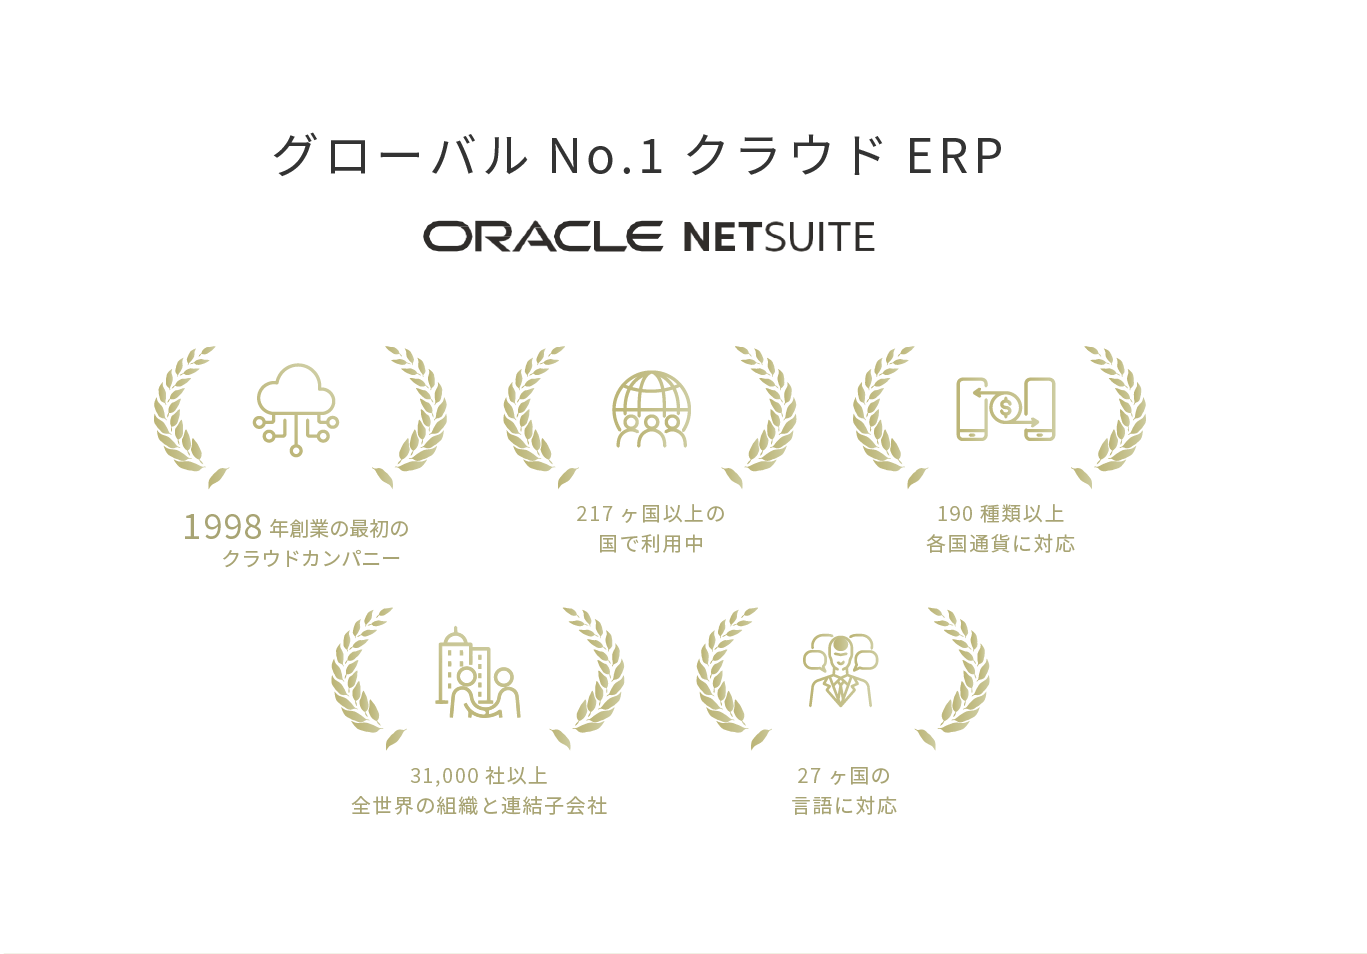 グローバル No.1 クラウド ERP
ORACLE NETSUITE
1998 年創業の最初の
クラウドカンパニー
217 ヶ国以上の
国で利用中
190 種類以上
各国通貨に対応
31,000 社以上
全世界の組織と連結子会社
27 ヶ国の
言語に対応